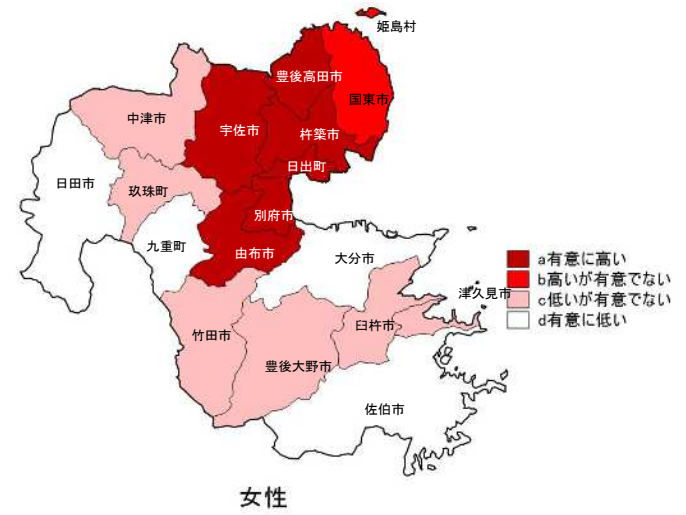 姫島村
豊後高田市
国東市
中津市
宇佐市
杵築市
日出町
日田市
玖珠町
別府市
九重町
由布市
大分市
a有意に高い
b高いが有意でない
c低いが有意でない
d有意に低い
津久見市
臼杵市
竹田市
豊後大野市
佐伯市
女性